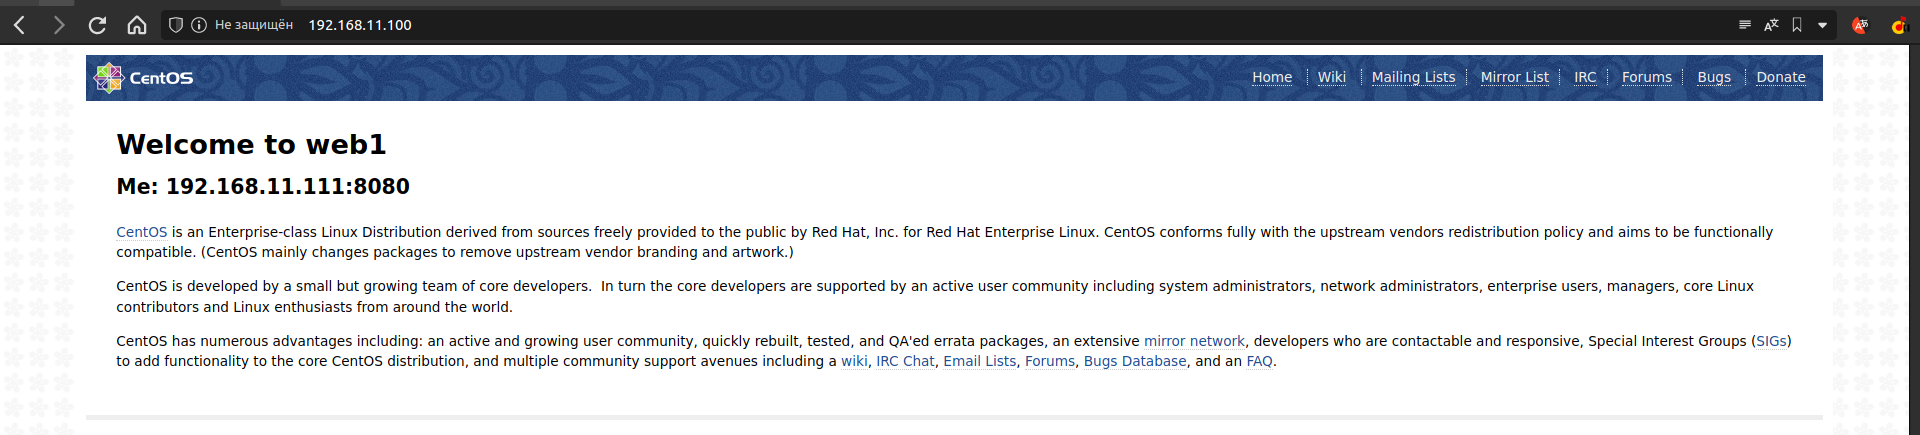 Не защищён 192.168.11.100
CentOS
Home Wiki Mailing Lists Mirror List IRC Forums Bugs Donate
Welcome to web1
Me: 192.168.11.111:8080
CentOS is an Enterprise-class Linux Distribution derived from sources freely provided to the public by Red Hat, Inc. for Red Hat Enterprise Linux. CentOS conforms fully with the upstream vendors redistribution policy and aims to be functionally
compatible. (CentOS mainly changes packages to remove upstream vendor branding and artwork.)
CentOS is developed by a small but growing team of core developers.  In turn the core developers are supported by an active user community including system administrators, network administrators, enterprise users, managers, core Linux
contributors and Linux enthusiasts from around the world.
CentOS has numerous advantages including: an active and growing user community, quickly rebuilt, tested, and QA'ed errata packages, an extensive mirror network, developers who are contactable and responsive, Special Interest Groups (SIGs)
to add functionality to the core CentOS distribution, and multiple community support avenues including a wiki, IRC Chat, Email Lists, Forums, Bugs Database, and an FAQ.